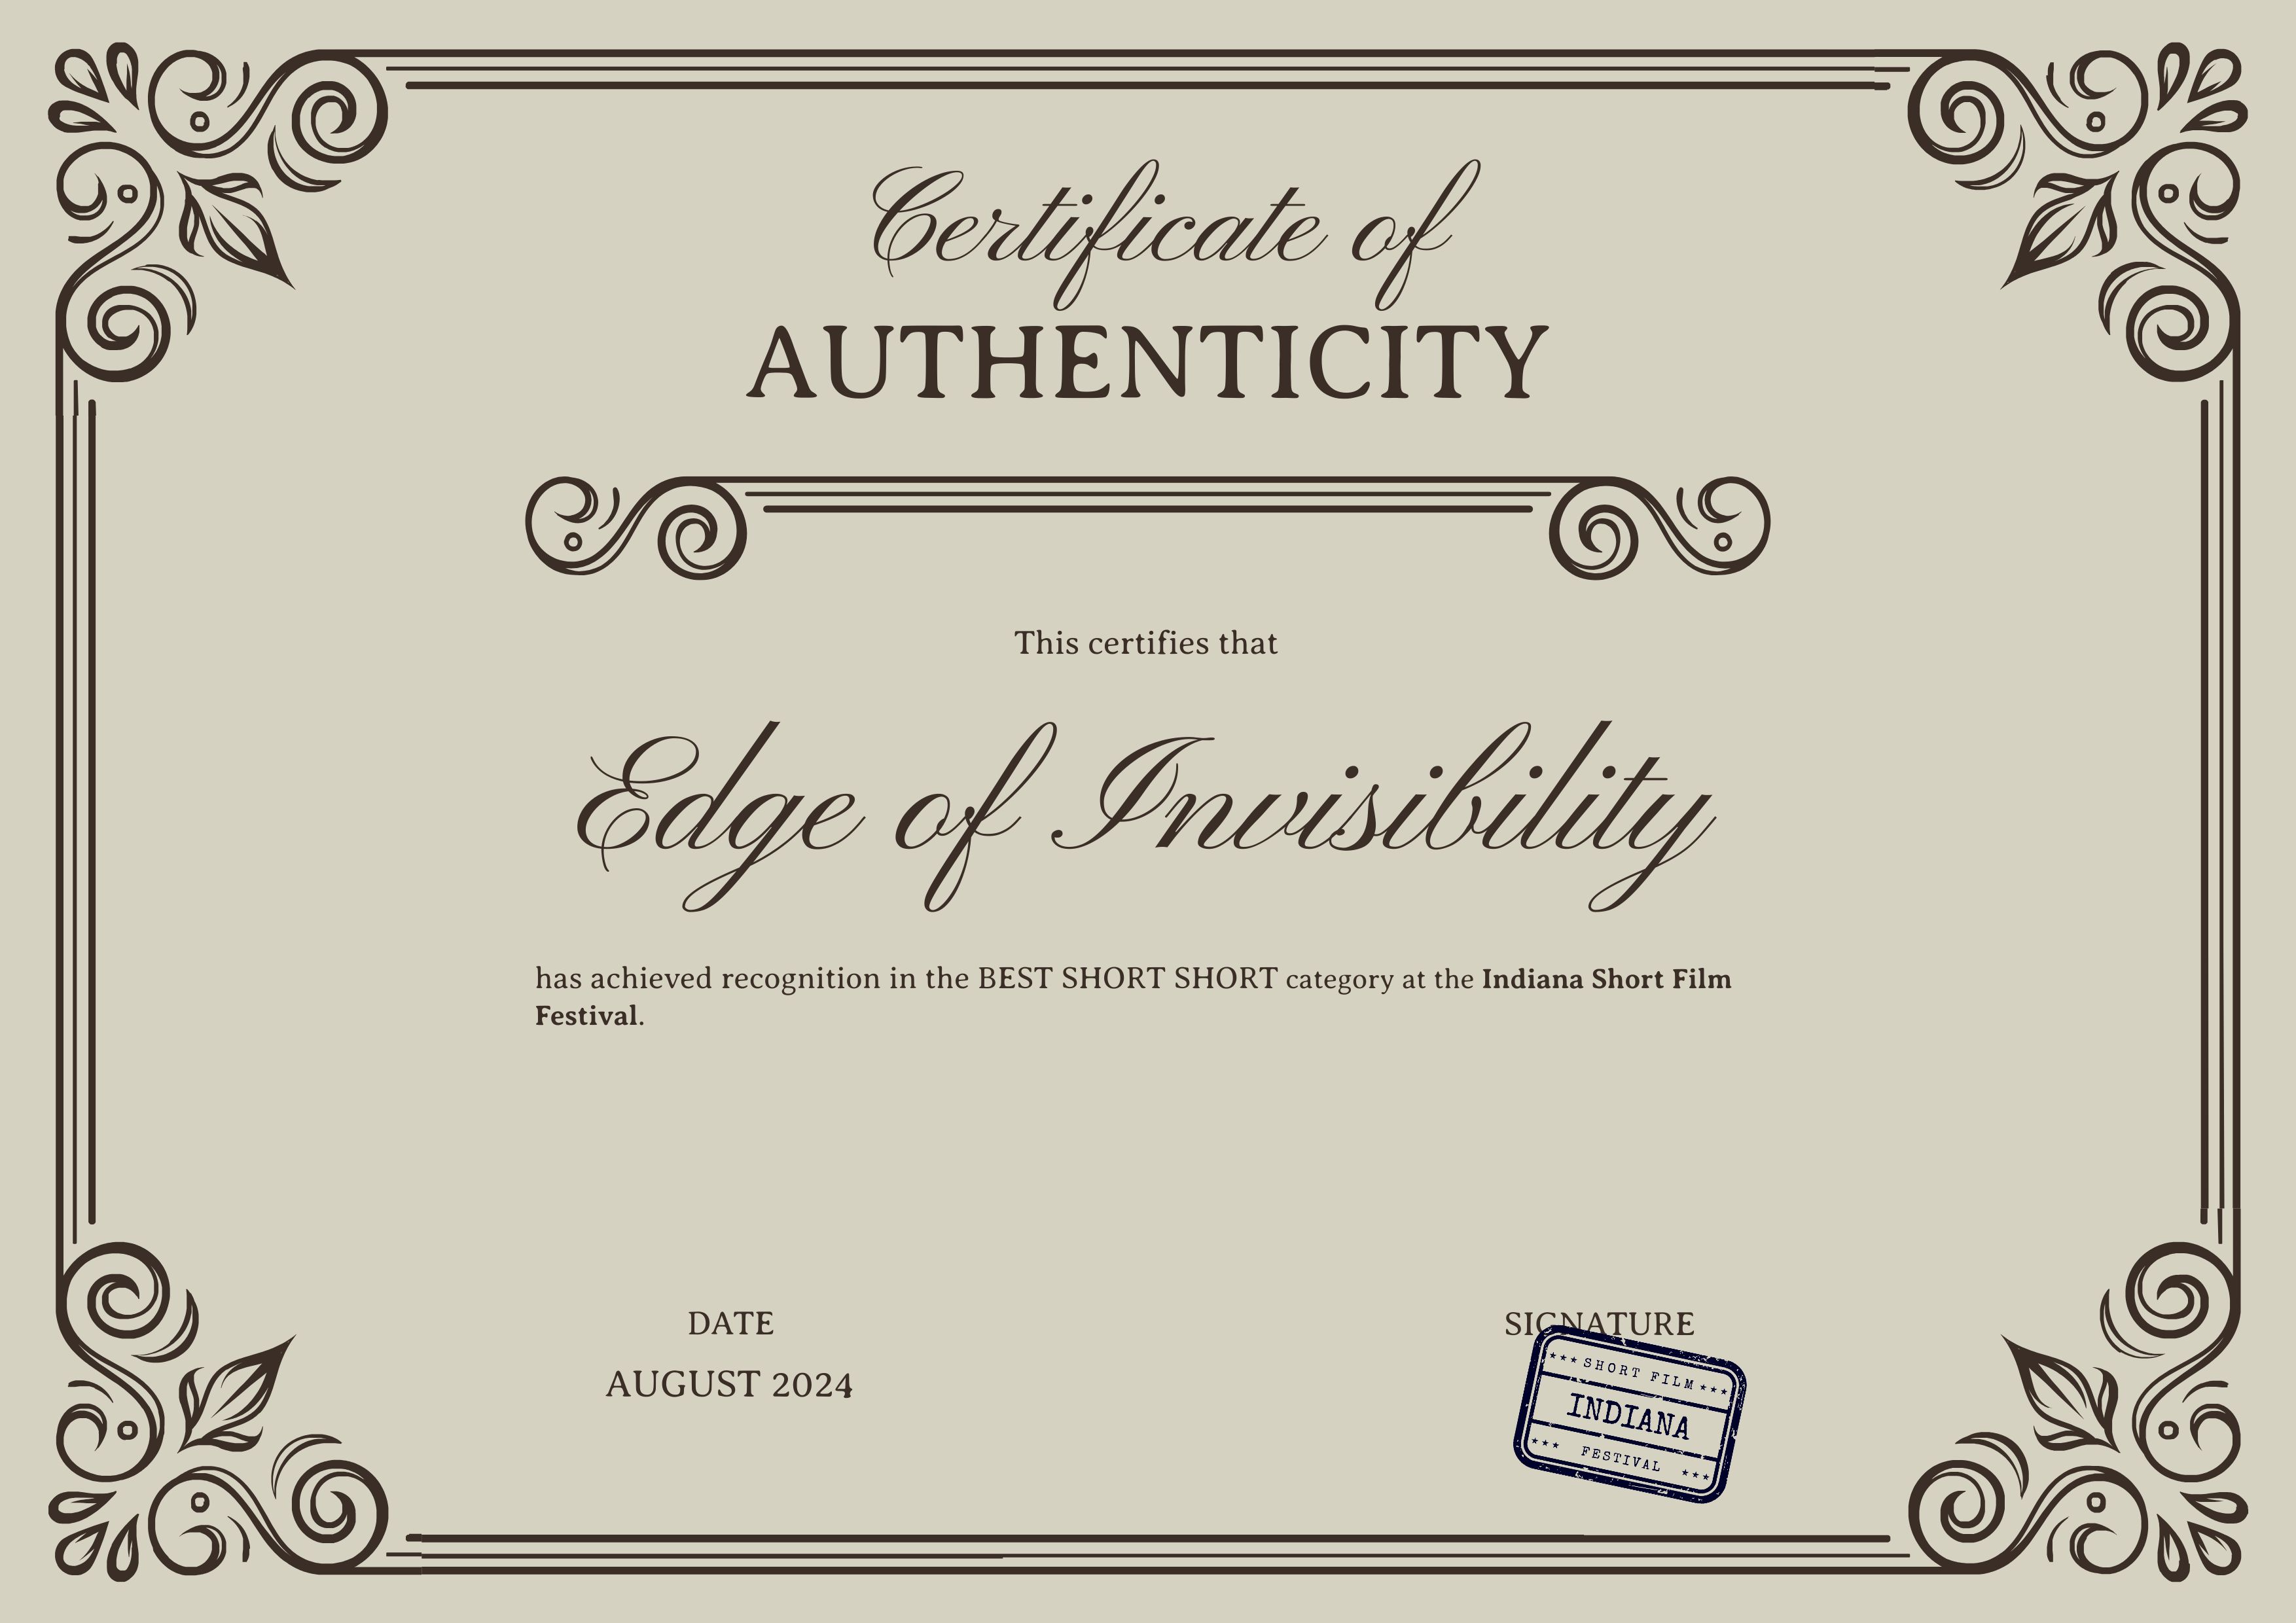 Certificate of
AUTHENTICITY
This certifies that
Edge of Invisibility
has achieved recognition in the BEST SHORT SHORT category at the Indiana Short Film
Festival.
DATE
AUGUST 2024
SIGNATURE
*** SHORT FILM ***
INDIANA
*** FESTIVAL ***